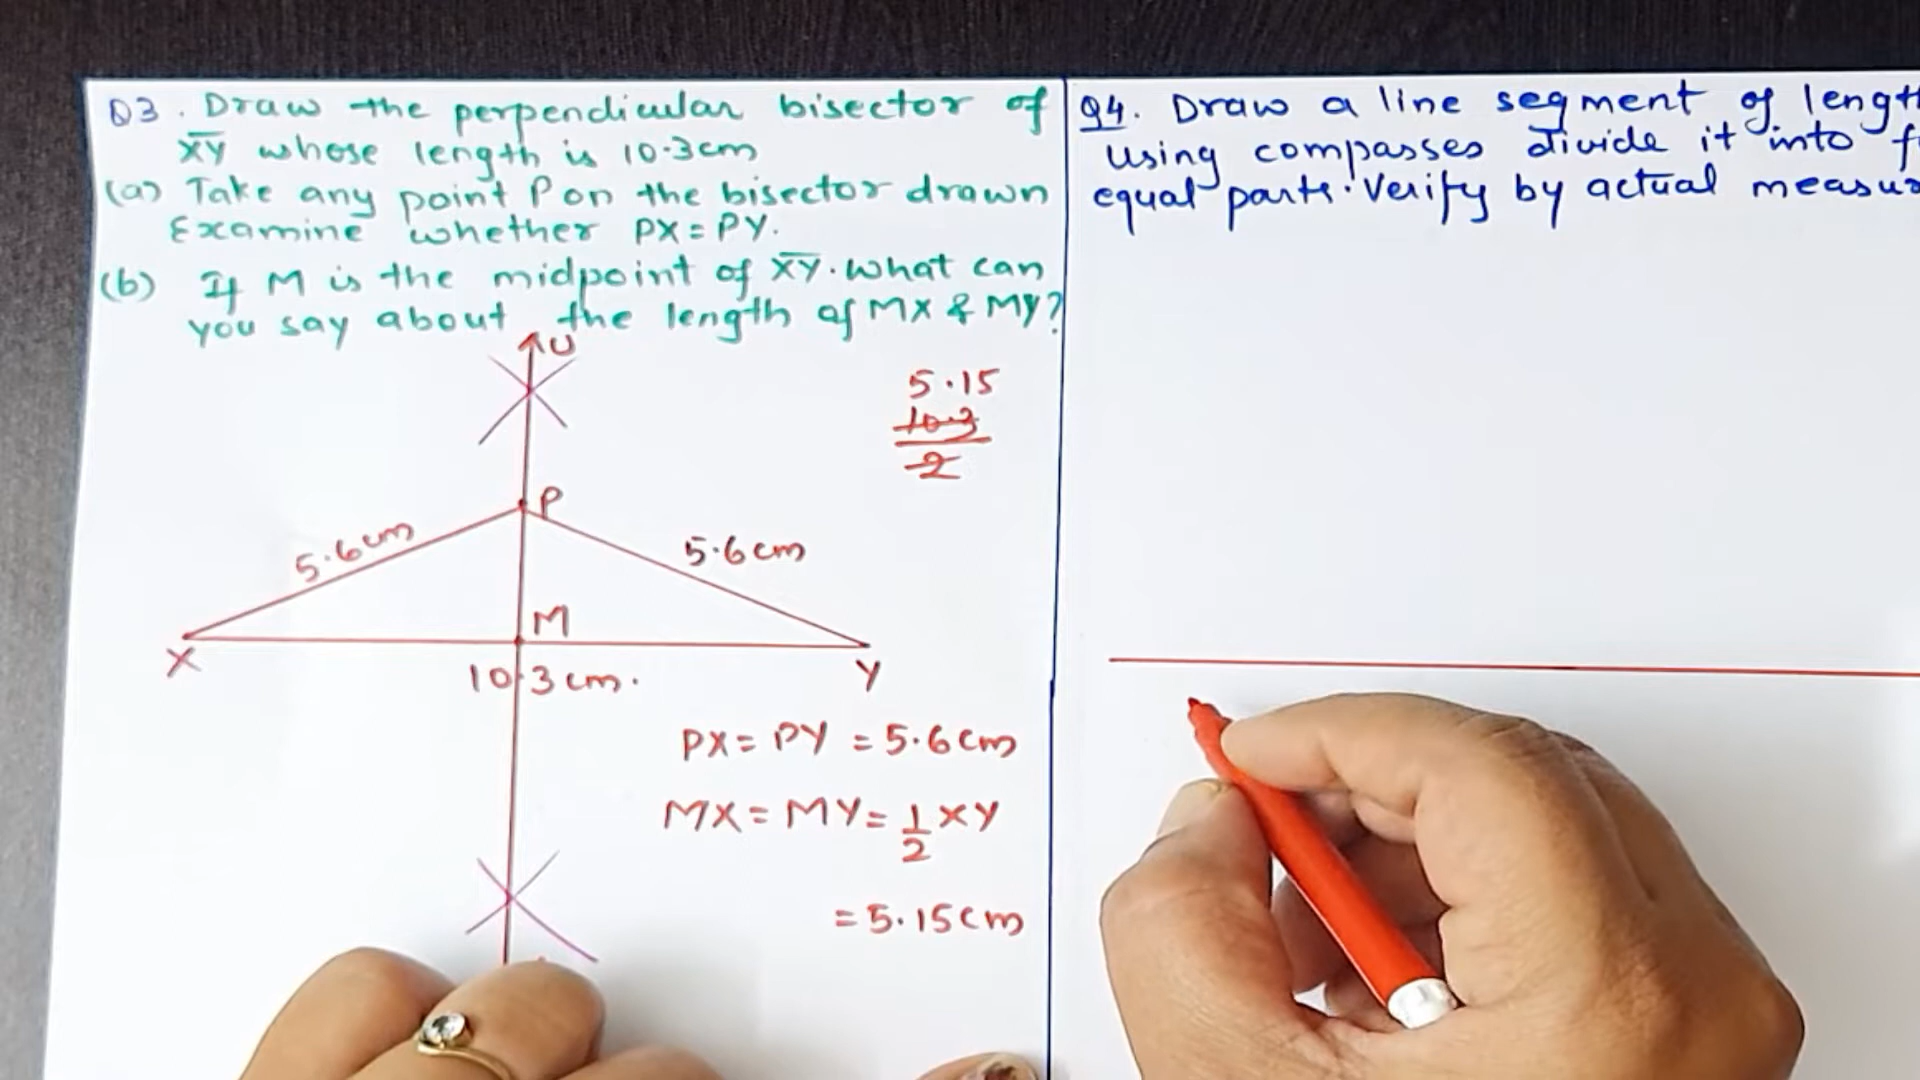 Q3. Draw the perpendicular bisector of
XY whose length is 10.3cm
(a) Take any point P on the bisector drawn
Examine whether PX = PY.
(b) If M is the midpoint of XY. What can
you say about the length of MX & MY?
U
5.15
10.3
2
P
5.6cm
5.6cm
M
X
10.3cm.
Y
PX = PY = 5.6cm
MX = MY = 1/2 XY
= 5.15cm
Q4. Draw a line segment of
Using compasses divide it into
equal parts. Verify by actual